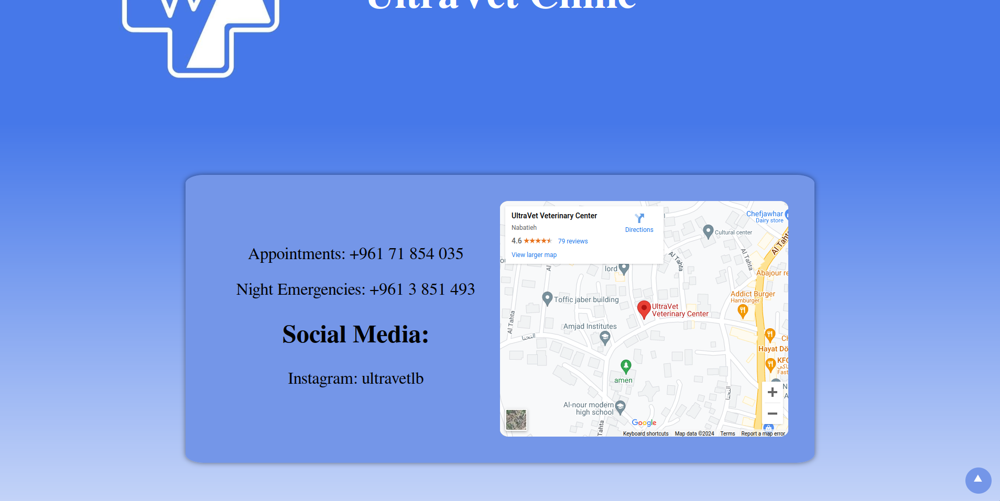 UltraVet Clinic
Appointments: +961 71 854 035
Night Emergencies: +961 3 851 493
Social Media:
Instagram: ultravetlb
UltraVet Veterinary Center
Nabatieh
4.6
79 reviews
View larger map
Directions
Chefjawhar
Dairy store
Cultural center
Al Tahta
Al Tahta
Al Tahta
lord
Al
Abajour re
Toffic jaber building
UltraVet
Veterinary Center
Addict Burger
Hamburger
Al Tahta
Amjad Institutes
التحتا
Hayat Dö
KFC
Fast
amen
التحتا
Al-nour modern
high school
Tahta
Google
Keyboard shortcuts
Map data ©2024
Terms
Report a map error